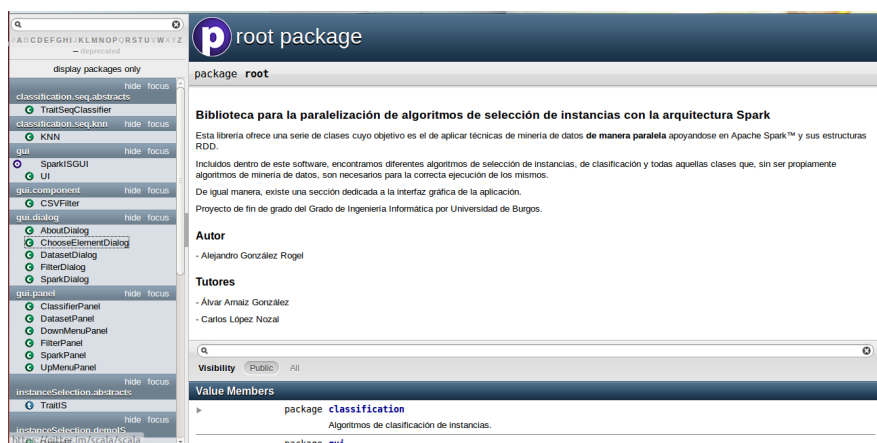 # A B C D E F G H I J K L M N O P Q R S T U V W X Y Z
– deprecated
display packages only
hide focus
classification.seq.abstracts
TraitSeqClassifier
classification.seq.knn hide focus
KNN
gui hide focus
SparkISGUI
UI
gui.component hide focus
CSVFilter
gui.dialog hide focus
AboutDialog
ChooseElementDialog
DatasetDialog
FilterDialog
SparkDialog
gui.panel hide focus
ClassifierPanel
DatasetPanel
DownMenuPanel
FilterPanel
SparkPanel
UpMenuPanel
hide focus
instanceSelection.abstracts
TraitIS
hide focus
instanceSelection.demoIS
https://gitter.im/scala/scala
p root package
package root
Biblioteca para la paralelización de algoritmos de selección de instancias con la arquitectura Spark
Esta librería ofrece una serie de clases cuyo objetivo es el de aplicar técnicas de minería de datos de manera paralela apoyandose en Apache Spark™ y sus estructuras
RDD.
Incluidos dentro de este software, encontramos diferentes algoritmos de selección de instancias, de clasificación y todas aquellas clases que, sin ser propiamente
algoritmos de minería de datos, son necesarios para la correcta ejecución de los mismos.
De igual manera, existe una sección dedicada a la interfaz gráfica de la aplicación.
Proyecto de fin de grado del Grado de Ingeniería Informática por Universidad de Burgos.
Autor
- Alejandro González Rogel
Tutores
- Álvar Arnaiz González
- Carlos López Nozal
Visibility Public All
Value Members
package classification
Algoritmos de clasificación de instancias.
package gui